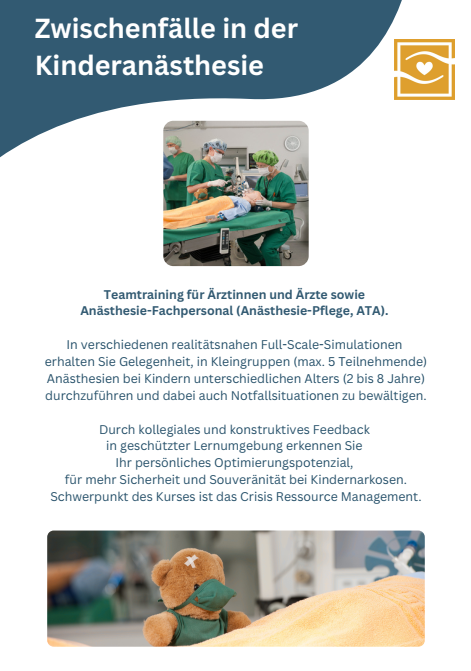 Zwischenfälle in der
Kinderanästhesie
Teamtraining für Ärztinnen und Ärzte sowie
Anästhesie-Fachpersonal (Anästhesie-Pflege, ATA).
In verschiedenen realitätsnahen Full-Scale-Simulationen
erhalten Sie Gelegenheit, in Kleingruppen (max. 5 Teilnehmende)
Anästhesien bei Kindern unterschiedlichen Alters (2 bis 8 Jahre)
durchzuführen und dabei auch Notfallsituationen zu bewältigen.
Durch kollegiales und konstruktives Feedback
in geschützter Lernumgebung erkennen Sie
Ihr persönliches Optimierungspotenzial,
für mehr Sicherheit und Souveränität bei Kindernarkosen.
Schwerpunkt des Kurses ist das Crisis Ressource Management.